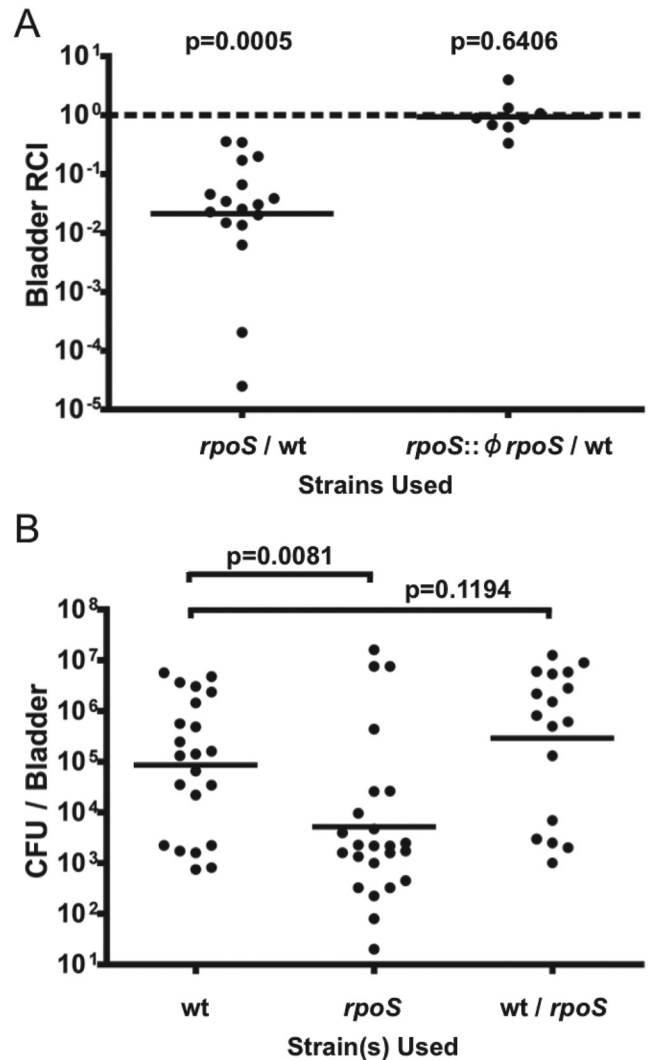 A
p=0.0005 p=0.6406
Bladder RCI
10¹
10⁰
10⁻¹
10⁻²
10⁻³
10⁻⁴
10⁻⁵
rpoS / wt rpoS::ϕ rpoS / wt
Strains Used
B
p=0.0081
p=0.1194
CFU / Bladder
10⁸
10⁷
10⁶
10⁵
10⁴
10³
10²
10¹
wt rpoS wt / rpoS
Strain(s) Used